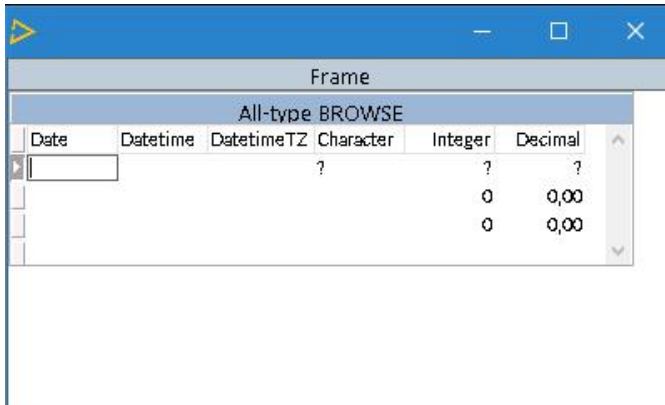 Frame
All-type BROWSE
Date Datetime DatetimeTZ Character Integer Decimal
? ? ?
0 0,00
0 0,00